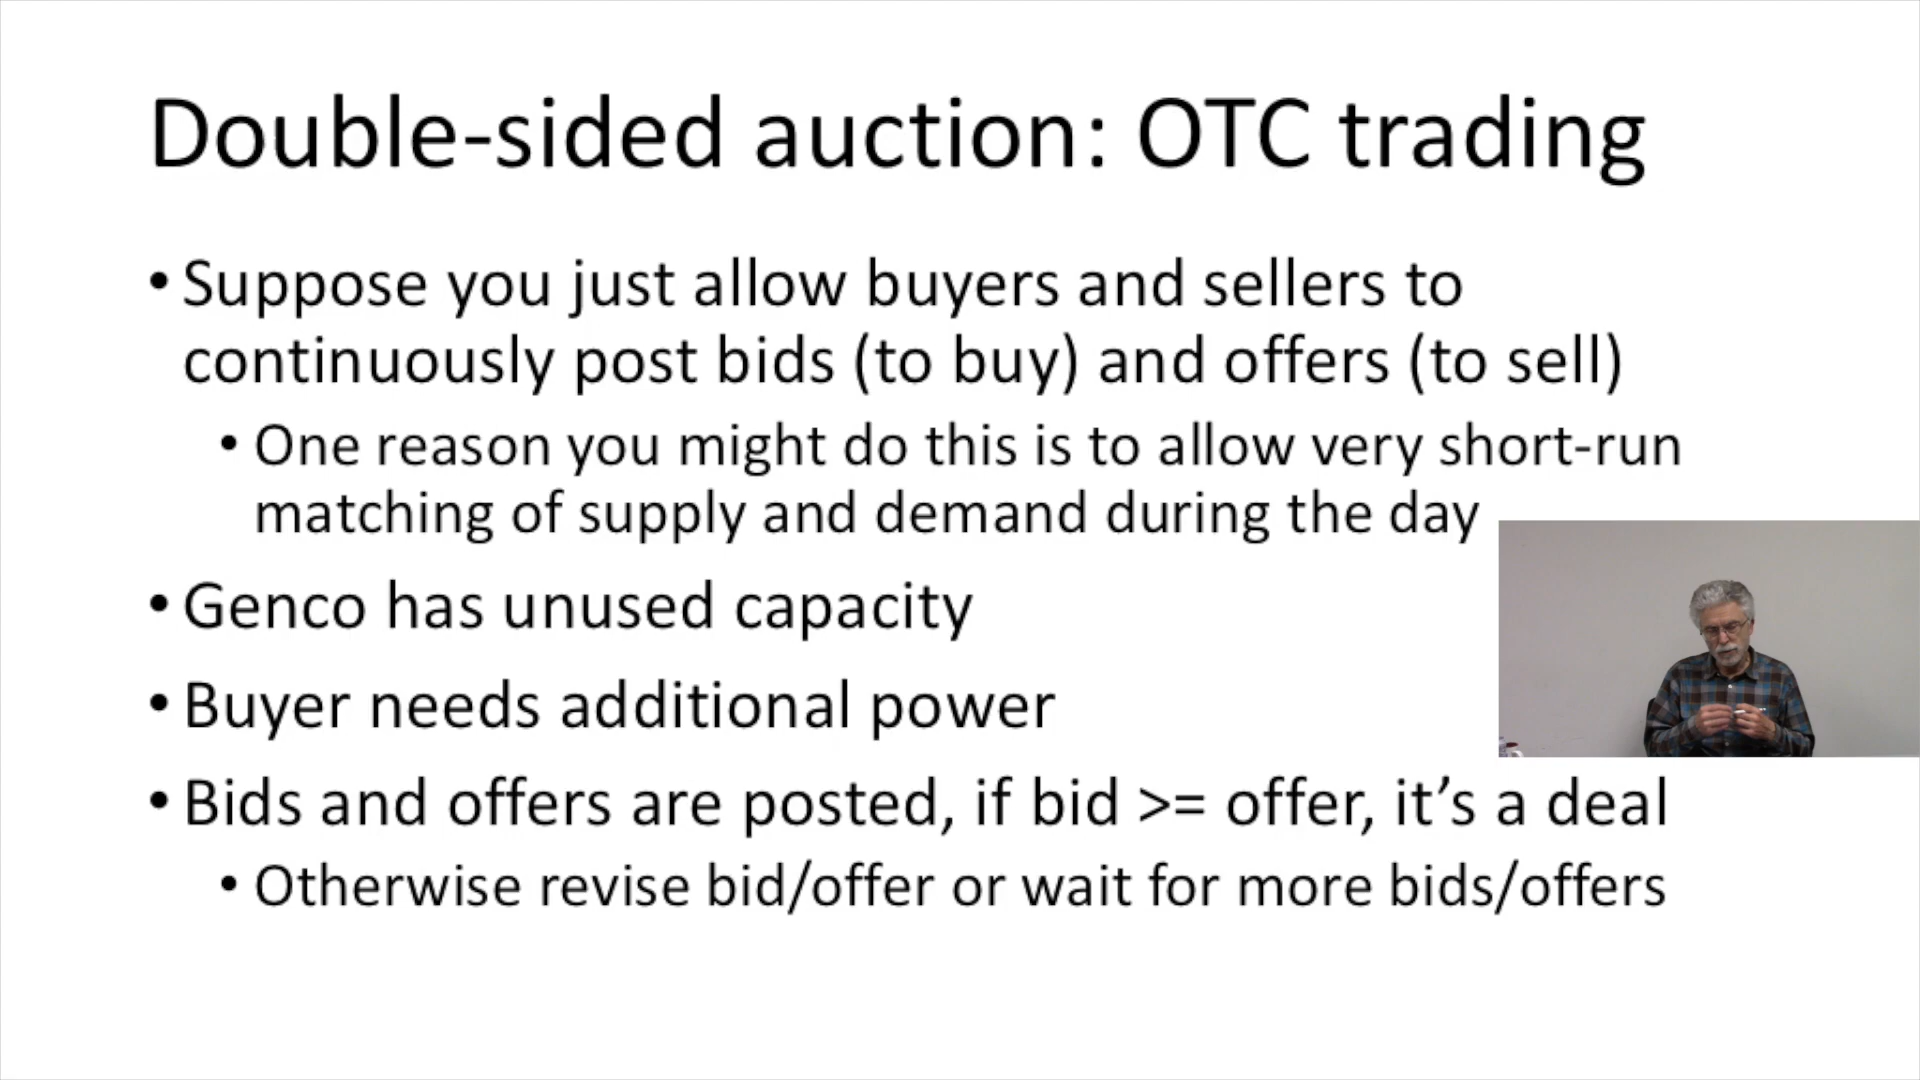 Double-sided auction: OTC trading
• Suppose you just allow buyers and sellers to
continuously post bids (to buy) and offers (to sell)
• One reason you might do this is to allow very short-run
matching of supply and demand during the day
• Genco has unused capacity
• Buyer needs additional power
• Bids and offers are posted, if bid >= offer, it’s a deal
• Otherwise revise bid/offer or wait for more bids/offers